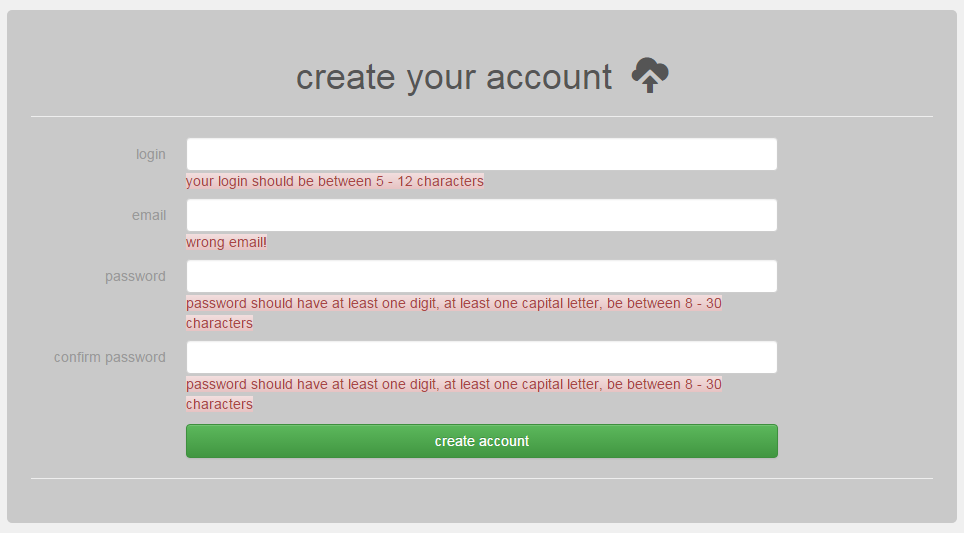 create your account
login
your login should be between 5 - 12 characters
email
wrong email!
password
password should have at least one digit, at least one capital letter, be between 8 - 30
characters
confirm password
password should have at least one digit, at least one capital letter, be between 8 - 30
characters
create account